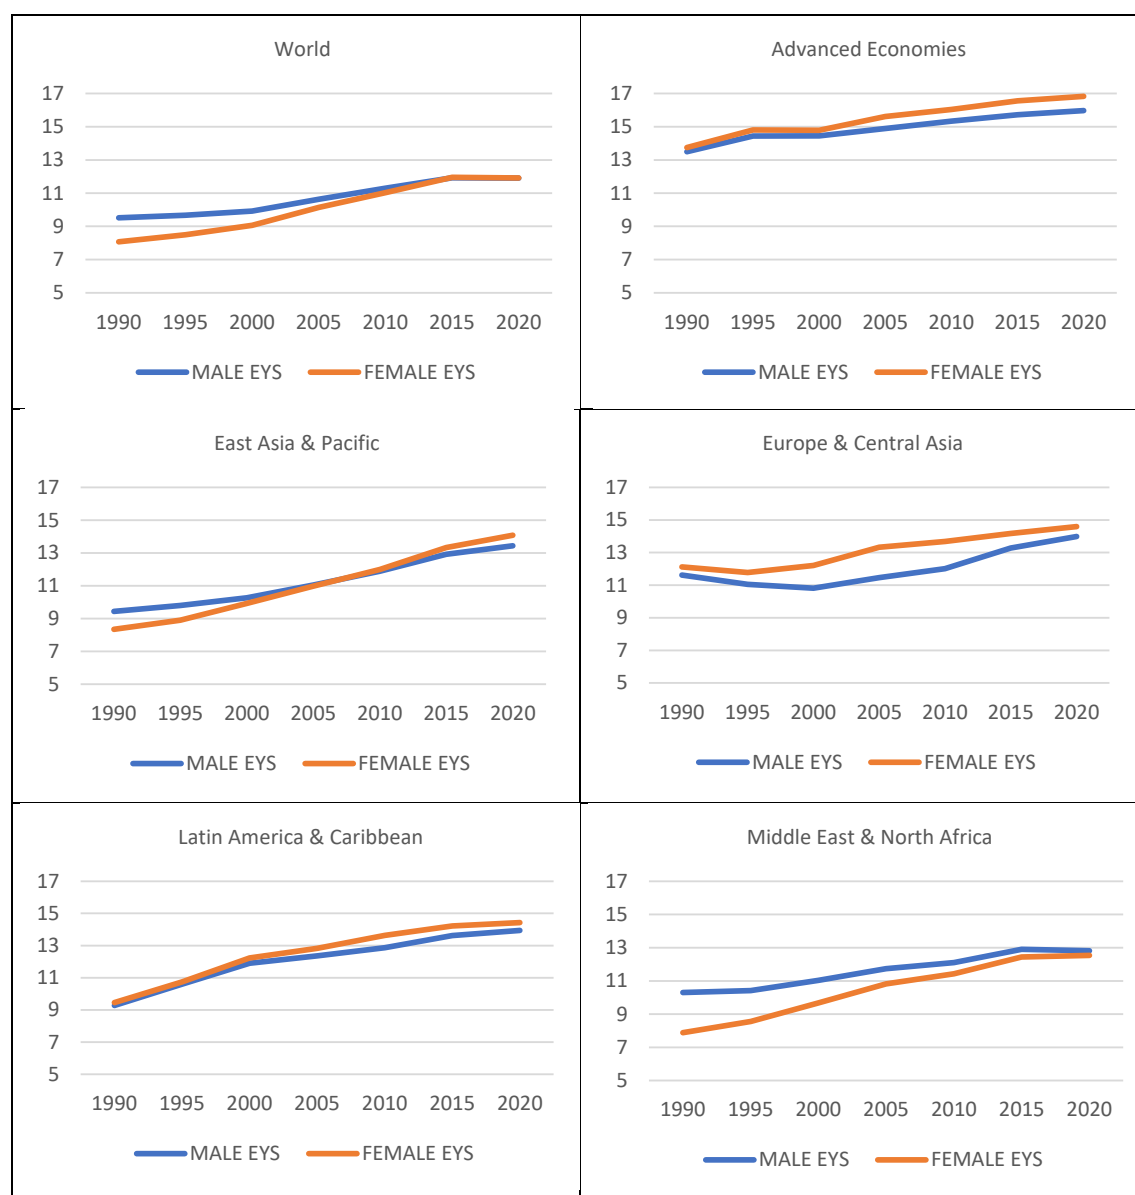 World
17
15
13
11
9
7
5
1990 1995 2000 2005 2010 2015 2020
MALE EYS FEMALE EYS
Advanced Economies
17
15
13
11
9
7
5
1990 1995 2000 2005 2010 2015 2020
MALE EYS FEMALE EYS
East Asia & Pacific
17
15
13
11
9
7
5
1990 1995 2000 2005 2010 2015 2020
MALE EYS FEMALE EYS
Europe & Central Asia
17
15
13
11
9
7
5
1990 1995 2000 2005 2010 2015 2020
MALE EYS FEMALE EYS
Latin America & Caribbean
17
15
13
11
9
7
5
1990 1995 2000 2005 2010 2015 2020
MALE EYS FEMALE EYS
Middle East & North Africa
17
15
13
11
9
7
5
1990 1995 2000 2005 2010 2015 2020
MALE EYS FEMALE EYS